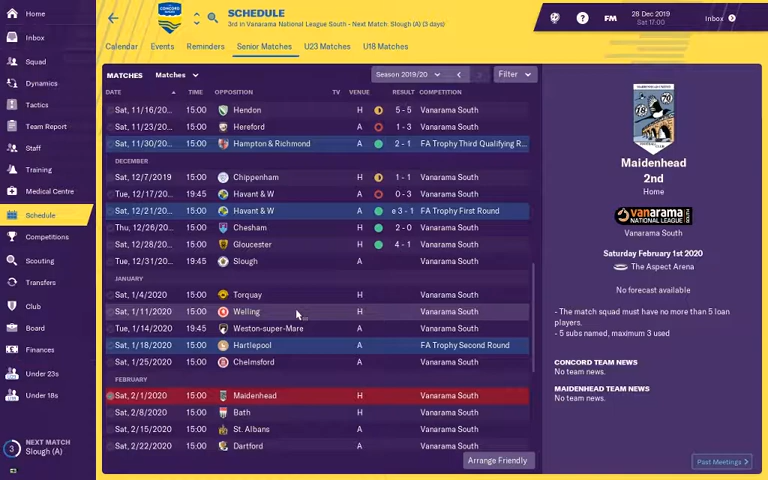 Home
Inbox
Squad
Dynamics
Tactics
Team Report
Staff
Training
Medical Centre
Schedule
Competitions
Scouting
Transfers
Club
Board
Finances
Under 23s
Under 18s
3 NEXT MATCH
Slough (A)
CONCORD
SCHEDULE
3rd in Vanarama National League South - Next Match: Slough (A) (3 days)
? FM 28 Dec 2019
Sat 17:00
Inbox
Calendar Events Reminders Senior Matches U23 Matches U18 Matches
MATCHES Matches Season 2019/20 Filter
DATE TIME OPPOSITION TV VENUE RESULT COMPETITION
Sat, 11/16/20... 15:00 Hendon H 5 - 5 Vanarama South
Sat, 11/23/20... 15:00 Hereford A 1 - 3 Vanarama South
Sat, 11/30/20... 15:00 Hampton & Richmond A 2 - 1 FA Trophy Third Qualifying R...
DECEMBER
Sat, 12/7/2019 15:00 Chippenham H 1 - 1 Vanarama South
Tue, 12/17/20... 19:45 Havant & W A 0 - 3 Vanarama South
Sat, 12/21/20... 15:00 Havant & W A e 3 - 1 FA Trophy First Round
Thu, 12/26/20... 15:00 Chesham H 2 - 0 Vanarama South
Sat, 12/28/20... 15:00 Gloucester H 4 - 1 Vanarama South
Tue, 12/31/20... 19:45 Slough A Vanarama South
JANUARY
Sat, 1/4/2020 15:00 Torquay H Vanarama South
Sat, 1/11/2020 15:00 Welling H Vanarama South
Tue, 1/14/2020 19:45 Weston-super-Mare A Vanarama South
Sat, 1/18/2020 15:00 Hartlepool A FA Trophy Second Round
Sat, 1/25/2020 15:00 Chelmsford A Vanarama South
FEBRUARY
Sat, 2/1/2020 15:00 Maidenhead H Vanarama South
Sat, 2/8/2020 15:00 Bath H Vanarama South
Sat, 2/15/2020 15:00 St. Albans A Vanarama South
Sat, 2/22/2020 15:00 Dartford A Vanarama South
Arrange Friendly
Maidenhead
2nd
Home
vanarama NATIONAL LEAGUE SOUTH
Vanarama South
Saturday February 1st 2020
The Aspect Arena
No forecast available
- The match squad must have no more than 5 loan
players.
- 5 subs named, maximum 3 used
CONCORD TEAM NEWS
No team news.
MAIDENHEAD TEAM NEWS
No team news.
Past Meetings >